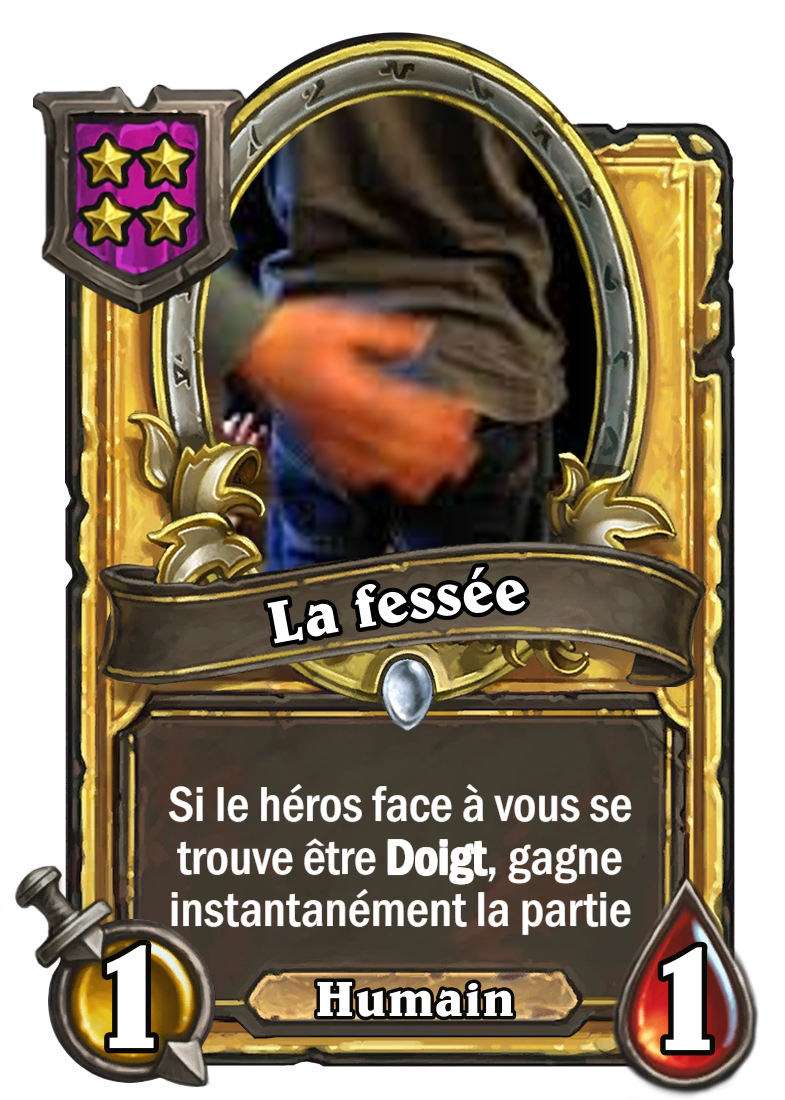 La fessée
Si le héros face à vous se
trouve être Doigt, gagne
instantanément la partie
1
Humain
1